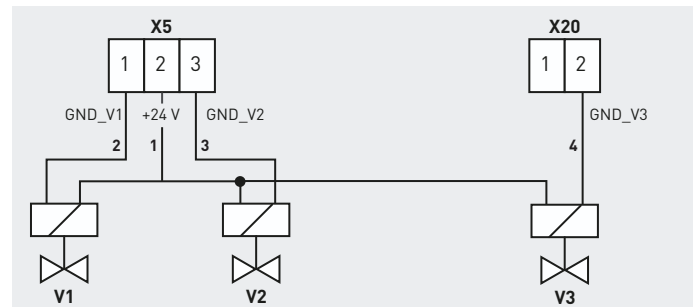 X5 X20
1 2 3 1 2
GND_V1 +24 V GND_V2 GND_V3
2 1 3 4
V1 V2 V3